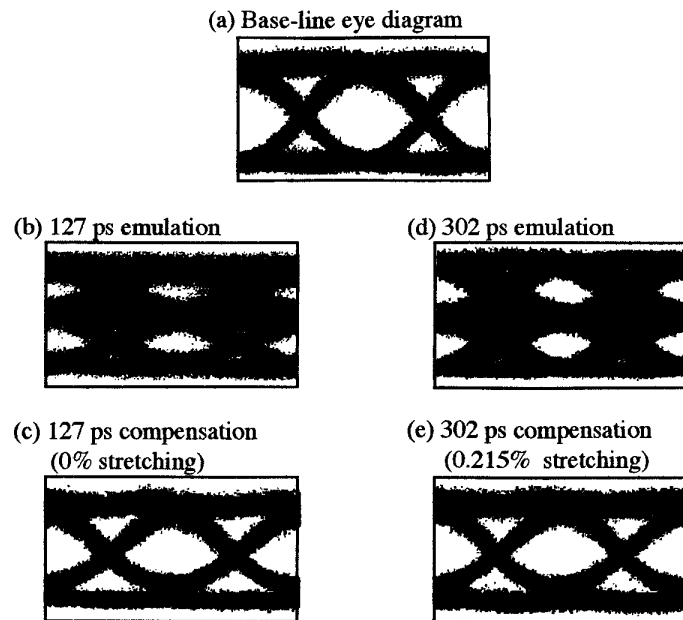 (a) Base-line eye diagram
(b) 127 ps emulation
(d) 302 ps emulation
(c) 127 ps compensation
(0% stretching)
(e) 302 ps compensation
(0.215% stretching)